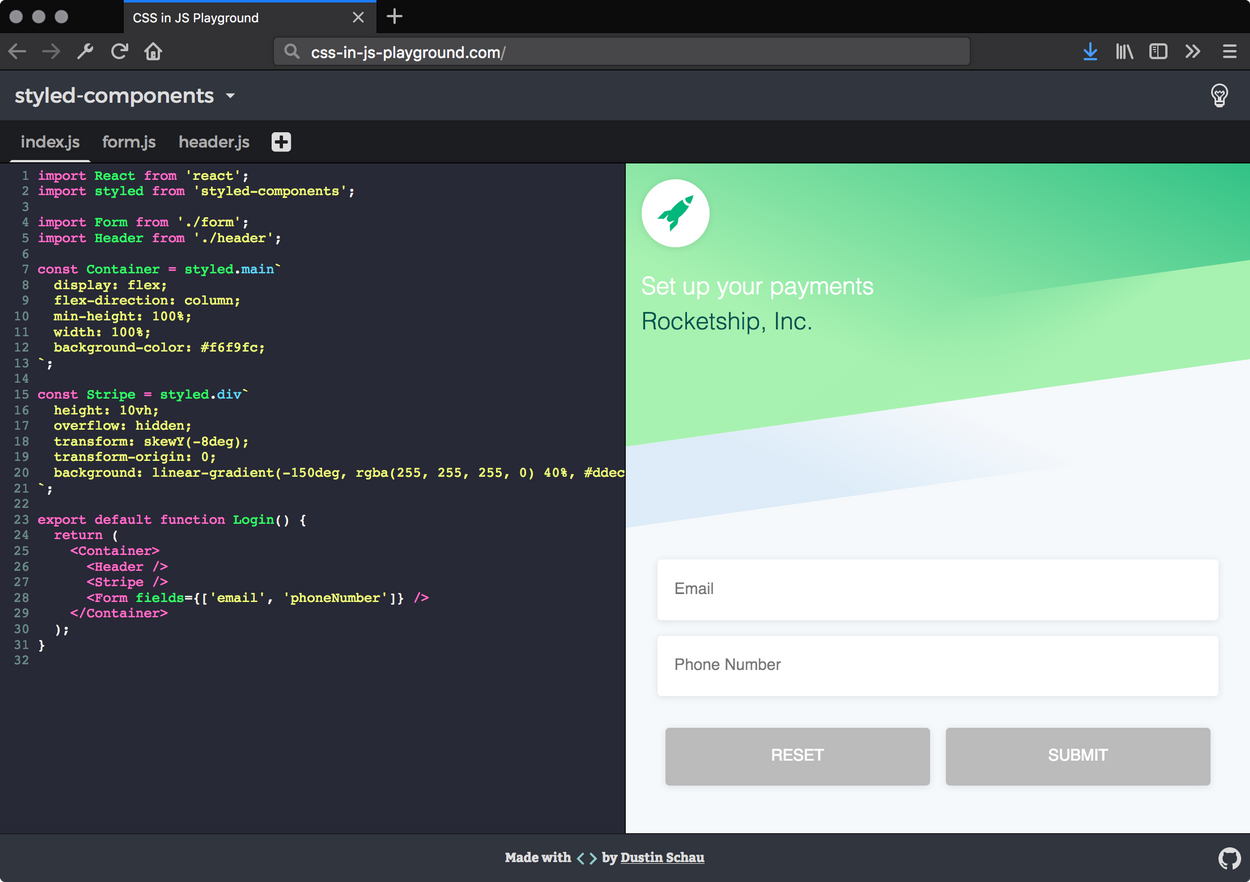 CSS in JS Playground
css-in-js-playground.com/
styled-components
index.js form.js header.js
1 import React from 'react';
2 import styled from 'styled-components';
3
4 import Form from './form';
5 import Header from './header';
6
7 const Container = styled.main`
8   display: flex;
9   flex-direction: column;
10   min-height: 100%;
11   width: 100%;
12   background-color: #f6f9fc;
13 `;
14
15 const Stripe = styled.div`
16   height: 10vh;
17   overflow: hidden;
18   transform: skewY(-8deg);
19   transform-origin: 0;
20   background: linear-gradient(-150deg, rgba(255, 255, 255, 0) 40%, #ddec
21 `;
22
23 export default function Login() {
24   return (
25     <Container>
26       <Header />
27       <Stripe />
28       <Form fields={['email', 'phoneNumber']} />
29     </Container>
30   );
31 }
32
Set up your payments
Rocketship, Inc.
Email
Phone Number
RESET SUBMIT
Made with <> by Dustin Schau